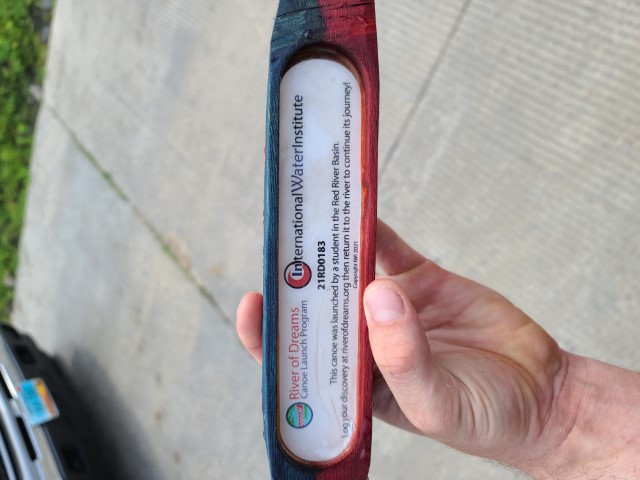 River of Dreams
Canoe Launch Program
InternationalWaterInstitute
21RD0183
This canoe was launched by a student in the Red River Basin.
Log your discovery at riverofdreams.org then return it to the river to continue its journey!
Copyright IWI 2021